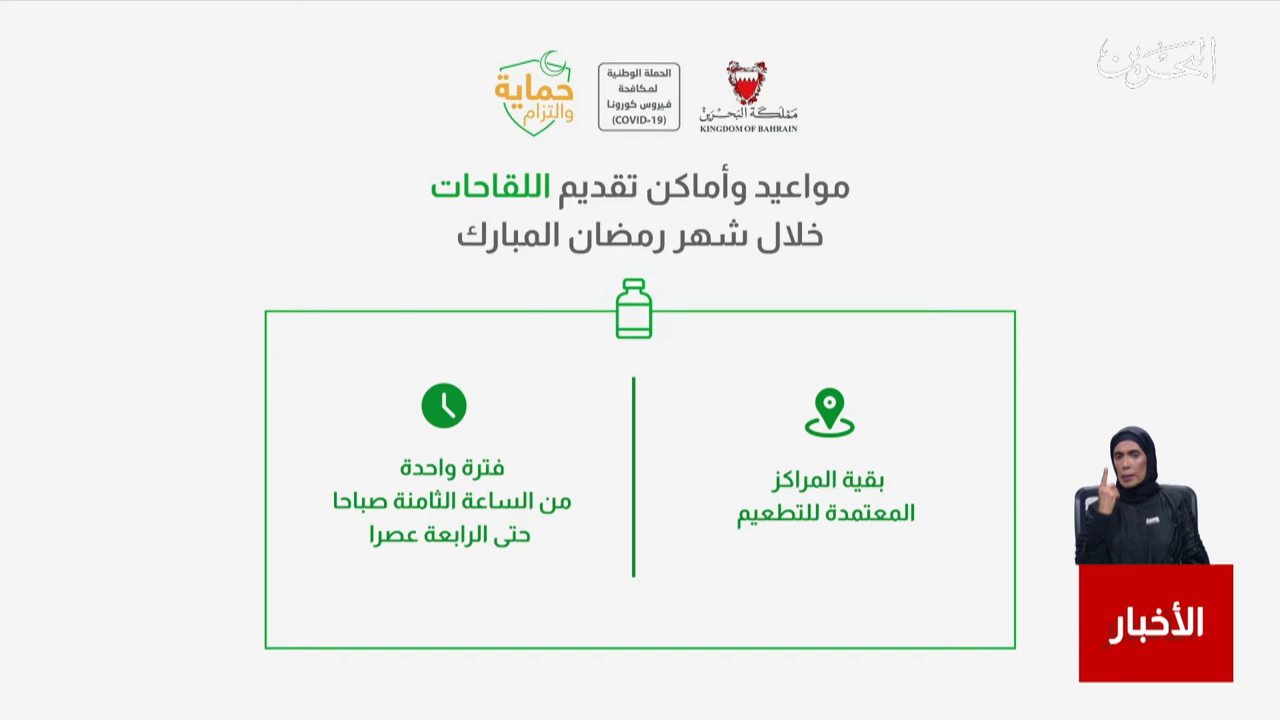 البحرين
حماية
والتزام
الحملة الوطنية
لمكافحة
فيروس كورونا
(COVID-19)
مملكة البحرين
KINGDOM OF BAHRAIN
مواعيد وأماكن تقديم اللقاحات
خلال شهر رمضان المبارك
بقية المراكز
المعتمدة للتطعيم
فترة واحدة
من الساعة الثامنة صباحا
حتى الرابعة عصرا
الأخبار